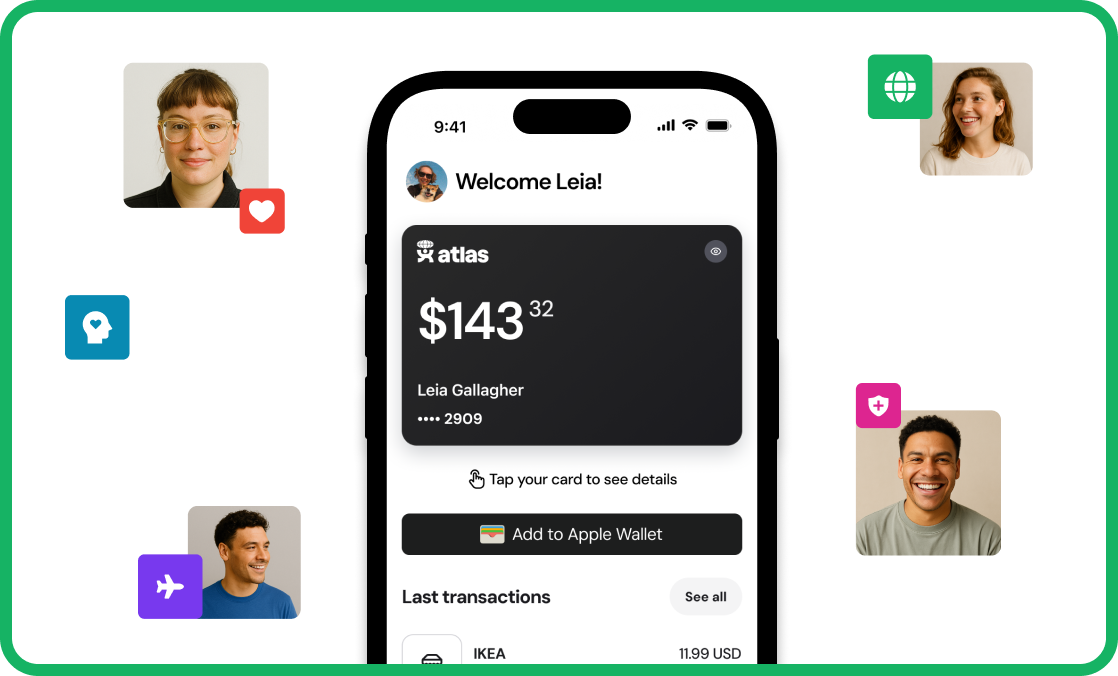 9:41
Welcome Leia!
atlas
$143 32
Leia Gallagher
•••• 2909
Tap your card to see details
Add to Apple Wallet
Last transactions
See all
IKEA
11.99 USD